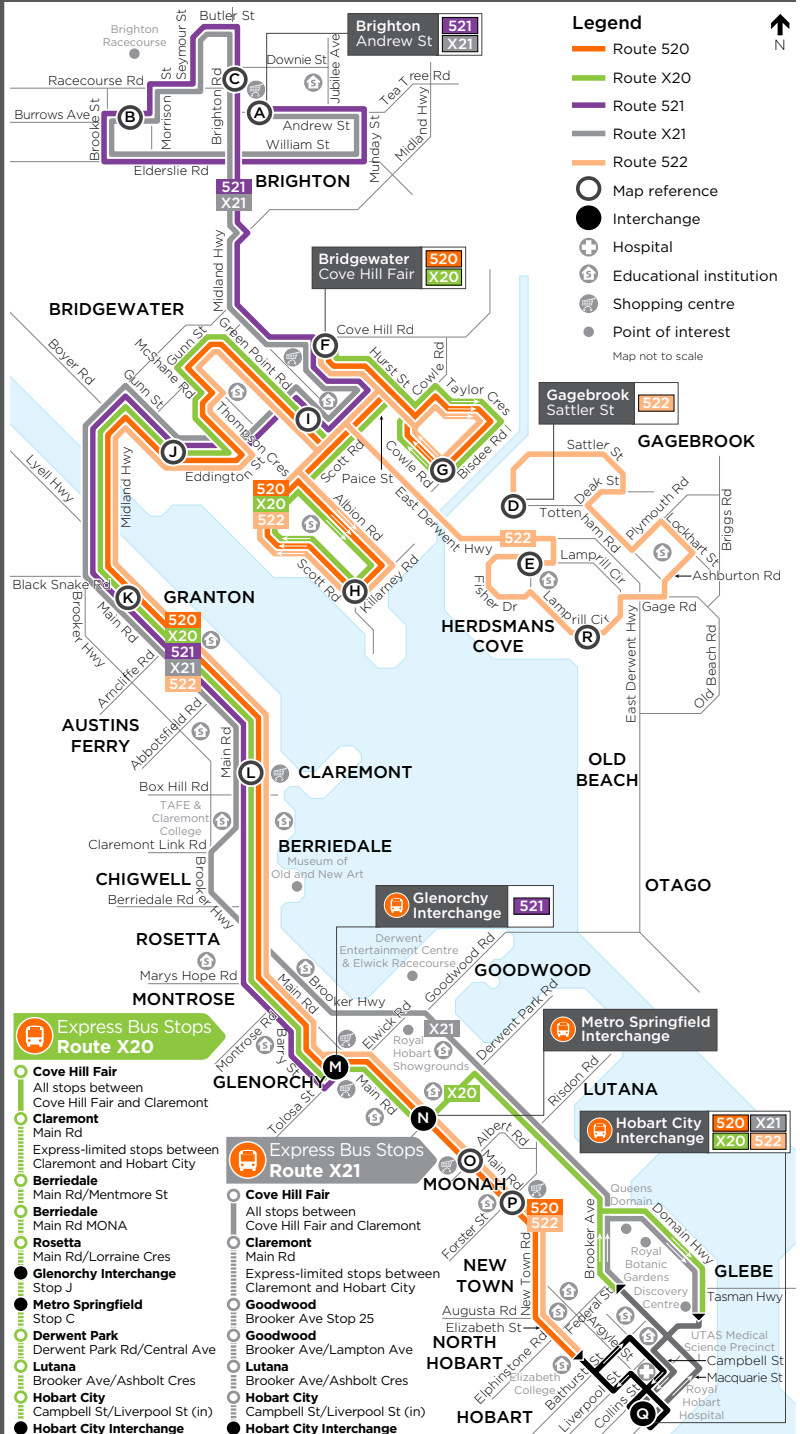 Butler St
Brighton
Racecourse
Seymour St
Brighton
Andrew St
521
X21
Downie St
Jubilee Ave
Racecourse Rd
Tea Tree Rd
Burrows Ave
Brooke St
Morrison St
Brighton Rd
Andrew St
William St
Munday St
Midland Hwy
Elderslie Rd
C
A
B
BRIGHTON
521
X21
Legend
N
Route 520
Route X20
Route 521
Route X21
Route 522
Map reference
Interchange
Hospital
Educational institution
Shopping centre
Point of interest
Map not to scale
Midland Hwy
Bridgewater
Cove Hill Fair
520
X20
BRIDGEWATER
Boyer Rd
McShane Rd
Gunn St
Gunn St
Green Point Rd
F
Cove Hill Rd
Hurst St
Cowle Rd
Taylor Cres
I
J
G
Cowle Rd
Bisdee Rd
Thompson Cres
Eddington St
Scott Rd
Paice St
520
X20
522
Albion Rd
Scott Rd
H
Killarney Rd
East Derwent Hwy
Gagebrook
Sattler St
522
GAGEBROOK
Sattler St
Deak St
D
Tottenham Rd
Plymouth Rd
Lockhart St
Briggs Rd
522
E
Lamprill Cir
Ashburton Rd
Fisher Dr
Lamprill Cir
R
Gage Rd
HERDSMANS
COVE
East Derwent Hwy
Old Beach Rd
Lyell Hwy
Midland Hwy
Black Snake Rd
K
GRANTON
Main Rd
Brooker Hwy
520
X20
521
X21
522
Arncliffe Rd
AUSTINS
FERRY
Abbotsfield Rd
Main Rd
L
CLAREMONT
Box Hill Rd
TAFE &
Claremont
College
Claremont Link Rd
BERRIEDALE
Museum of
Old and New Art
CHIGWELL
Brooker Hwy
Berriedale Rd
ROSETTA
Marys Hope Rd
MONTROSE
OLD
BEACH
OTAGO
Glenorchy
Interchange
521
Derwent
Entertainment Centre
& Elwick Racecourse
Goodwood Rd
GOODWOOD
Main Rd
Brooker Hwy
Elwick Rd
X21
Derwent Park Rd
Royal
Hobart
Showgrounds
Metro Springfield
Interchange
Montrose Rd
Barry St
GLENORCHY
M
Tolosa St
Main Rd
X20
Risdon Rd
LUTANA
N
Hobart City
Interchange
520
X21
X20
522
Albert Rd
Main Rd
O
MOONAH
P
Forster St
520
522
NEW
TOWN
New Town Rd
Brooker Ave
Queens
Domain
Domain Hwy
Royal
Botanic
Gardens
Discovery
Centre
GLEBE
Tasman Hwy
Augusta Rd
Elizabeth St
Federal St
Argyle St
UTAS Medical
Science Precinct
Campbell St
Macquarie St
NORTH
HOBART
Elphinstone Rd
Elizabeth
College
Bathurst St
Liverpool St
Collins St
Royal
Hobart
Hospital
Q
HOBART
Express Bus Stops
Route X20
Cove Hill Fair
All stops between
Cove Hill Fair and Claremont
Claremont
Main Rd
Express-limited stops between
Claremont and Hobart City
Berriedale
Main Rd/Mentmore St
Berriedale
Main Rd MONA
Rosetta
Main Rd/Lorraine Cres
Glenorchy Interchange
Stop J
Metro Springfield
Stop C
Derwent Park
Derwent Park Rd/Central Ave
Lutana
Brooker Ave/Ashbolt Cres
Hobart City
Campbell St/Liverpool St (in)
Hobart City Interchange
Express Bus Stops
Route X21
Cove Hill Fair
All stops between
Cove Hill Fair and Claremont
Claremont
Main Rd
Express-limited stops between
Claremont and Hobart City
Goodwood
Brooker Ave Stop 25
Goodwood
Brooker Ave/Lampton Ave
Lutana
Brooker Ave/Ashbolt Cres
Hobart City
Campbell St/Liverpool St (in)
Hobart City Interchange